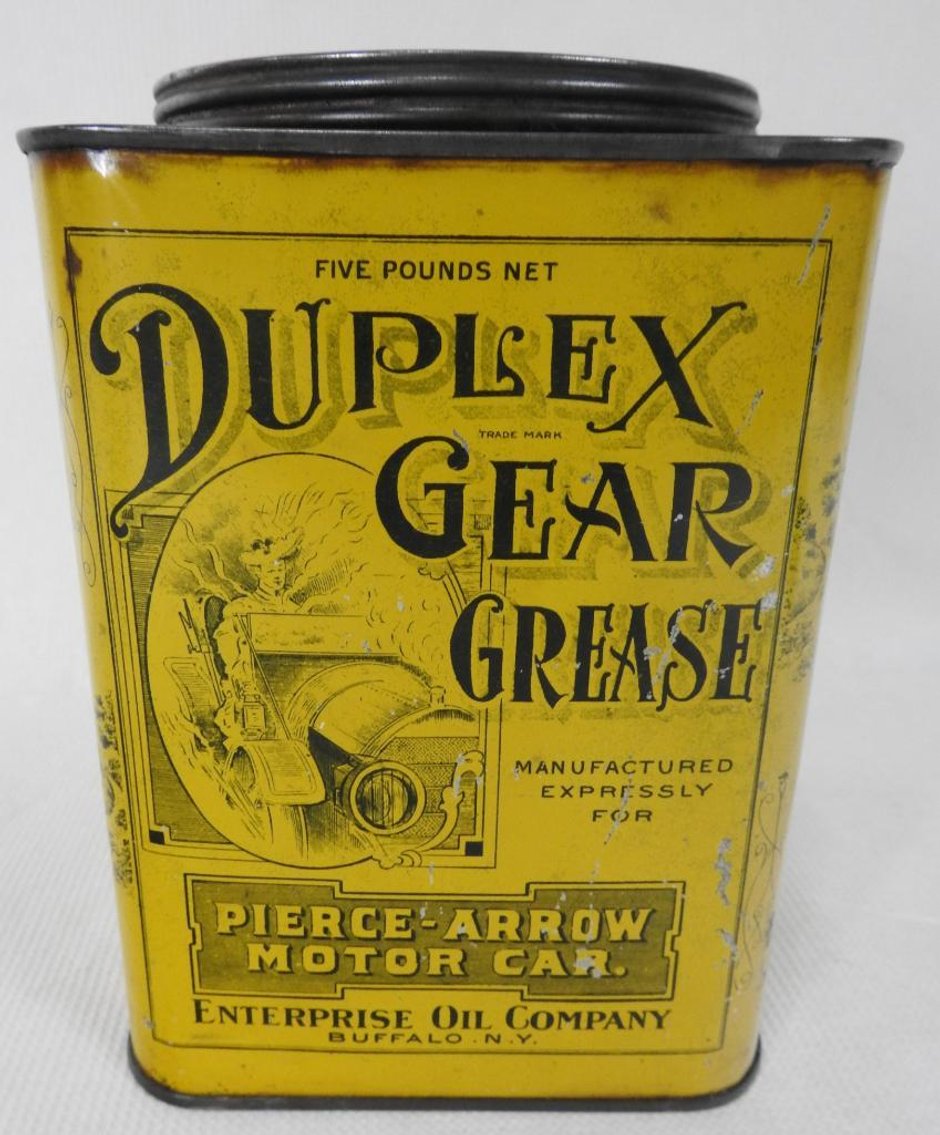 FIVE POUNDS NET
DUPLEX
TRADE MARK
GEAR
GREASE
MANUFACTURED
EXPRESSLY
FOR
PIERCE-ARROW
MOTOR CAR.
ENTERPRISE OIL COMPANY
BUFFALO. N.Y.